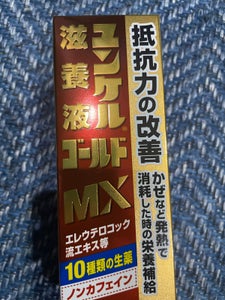 抵抗力の改善
かぜなど発熱で
消耗した時の栄養補給
ユンケル
滋養液
ゴールド
MX
エレウテロコック
流エキス等
10種類の生薬
ノンカフェイン